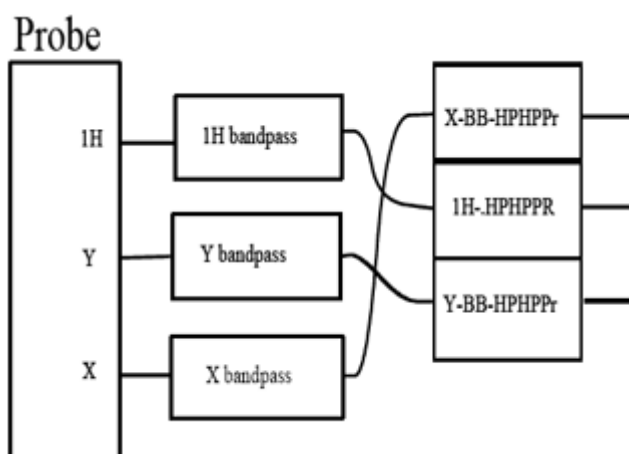 Probe
1H
1H bandpass
X-BB-HPHPPr
1H-.HPHPPR
Y
Y bandpass
Y-BB-HPHPPr
X
X bandpass